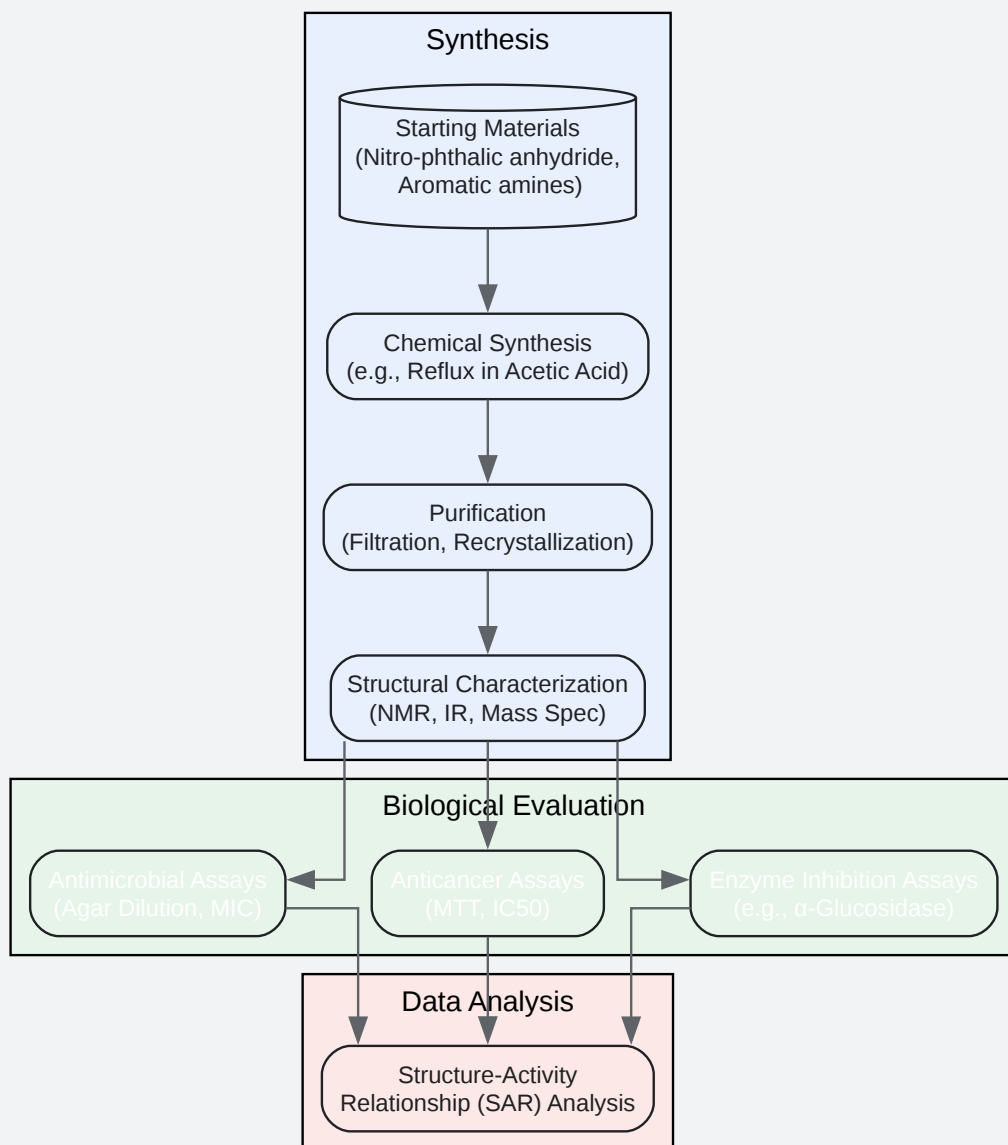 Synthesis
Starting Materials
(Nitro-phthalic anhydride,
Aromatic amines)
Chemical Synthesis
(e.g., Reflux in Acetic Acid)
Purification
(Filtration, Recrystallization)
Structural Characterization
(NMR, IR, Mass Spec)
Biological Evaluation
Antimicrobial Assays
(Agar Dilution, MIC)
Anticancer Assays
(MTT, IC50)
Enzyme Inhibition Assays
(e.g., α-Glucosidase)
Data Analysis
Structure-Activity
Relationship (SAR) Analysis